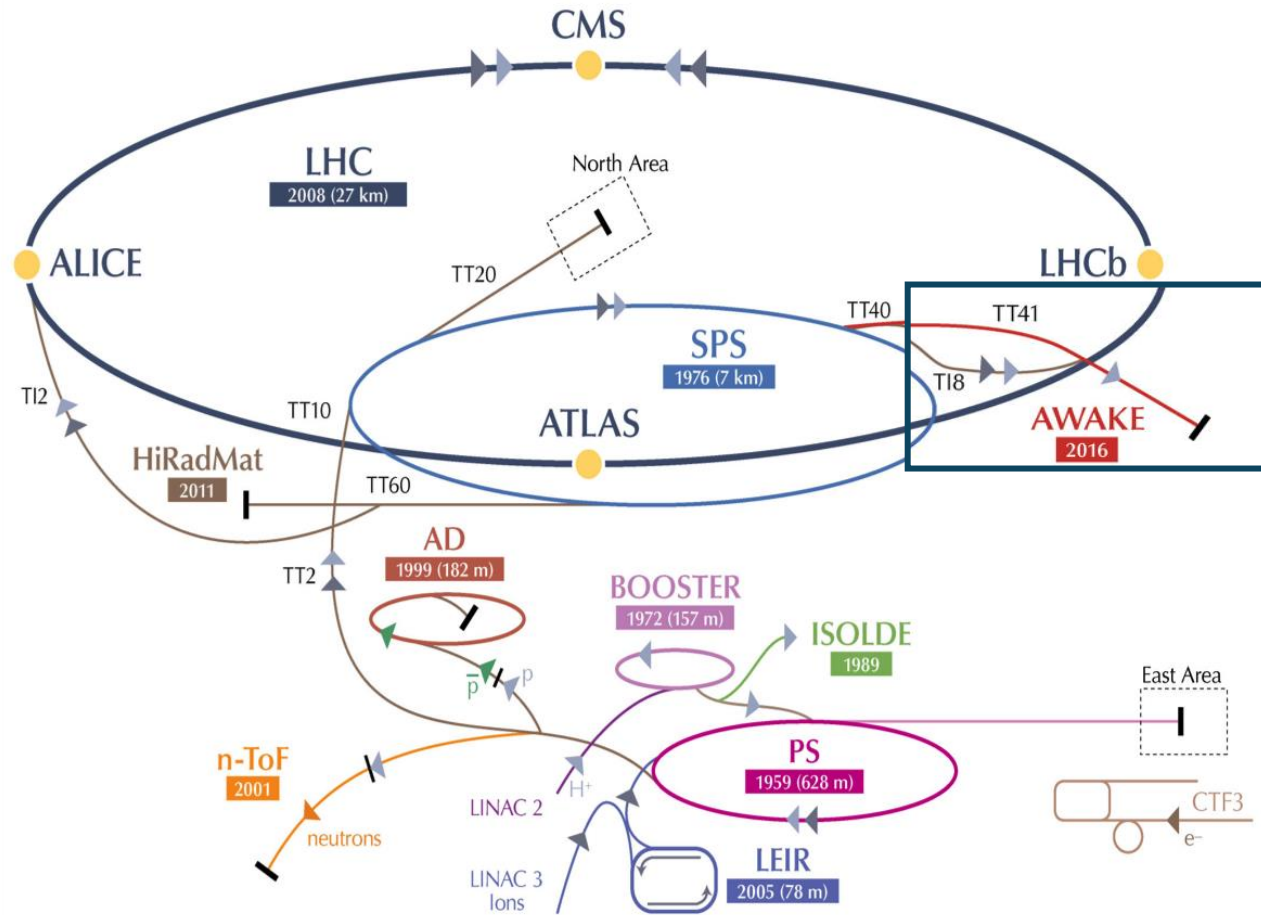 CMS
LHC
2008 (27 km)
North Area
ALICE
LHCb
TT20
TT40
TT41
SPS
1976 (7 km)
TI8
TI2
TT10
ATLAS
AWAKE
2016
HiRadMat
2011
TT60
AD
1999 (182 m)
TT2
BOOSTER
1972 (157 m)
ISOLDE
1989
p̅
p
East Area
n-ToF
2001
PS
1959 (628 m)
H⁺
LINAC 2
neutrons
CTF3
e⁻
LEIR
2005 (78 m)
LINAC 3
Ions